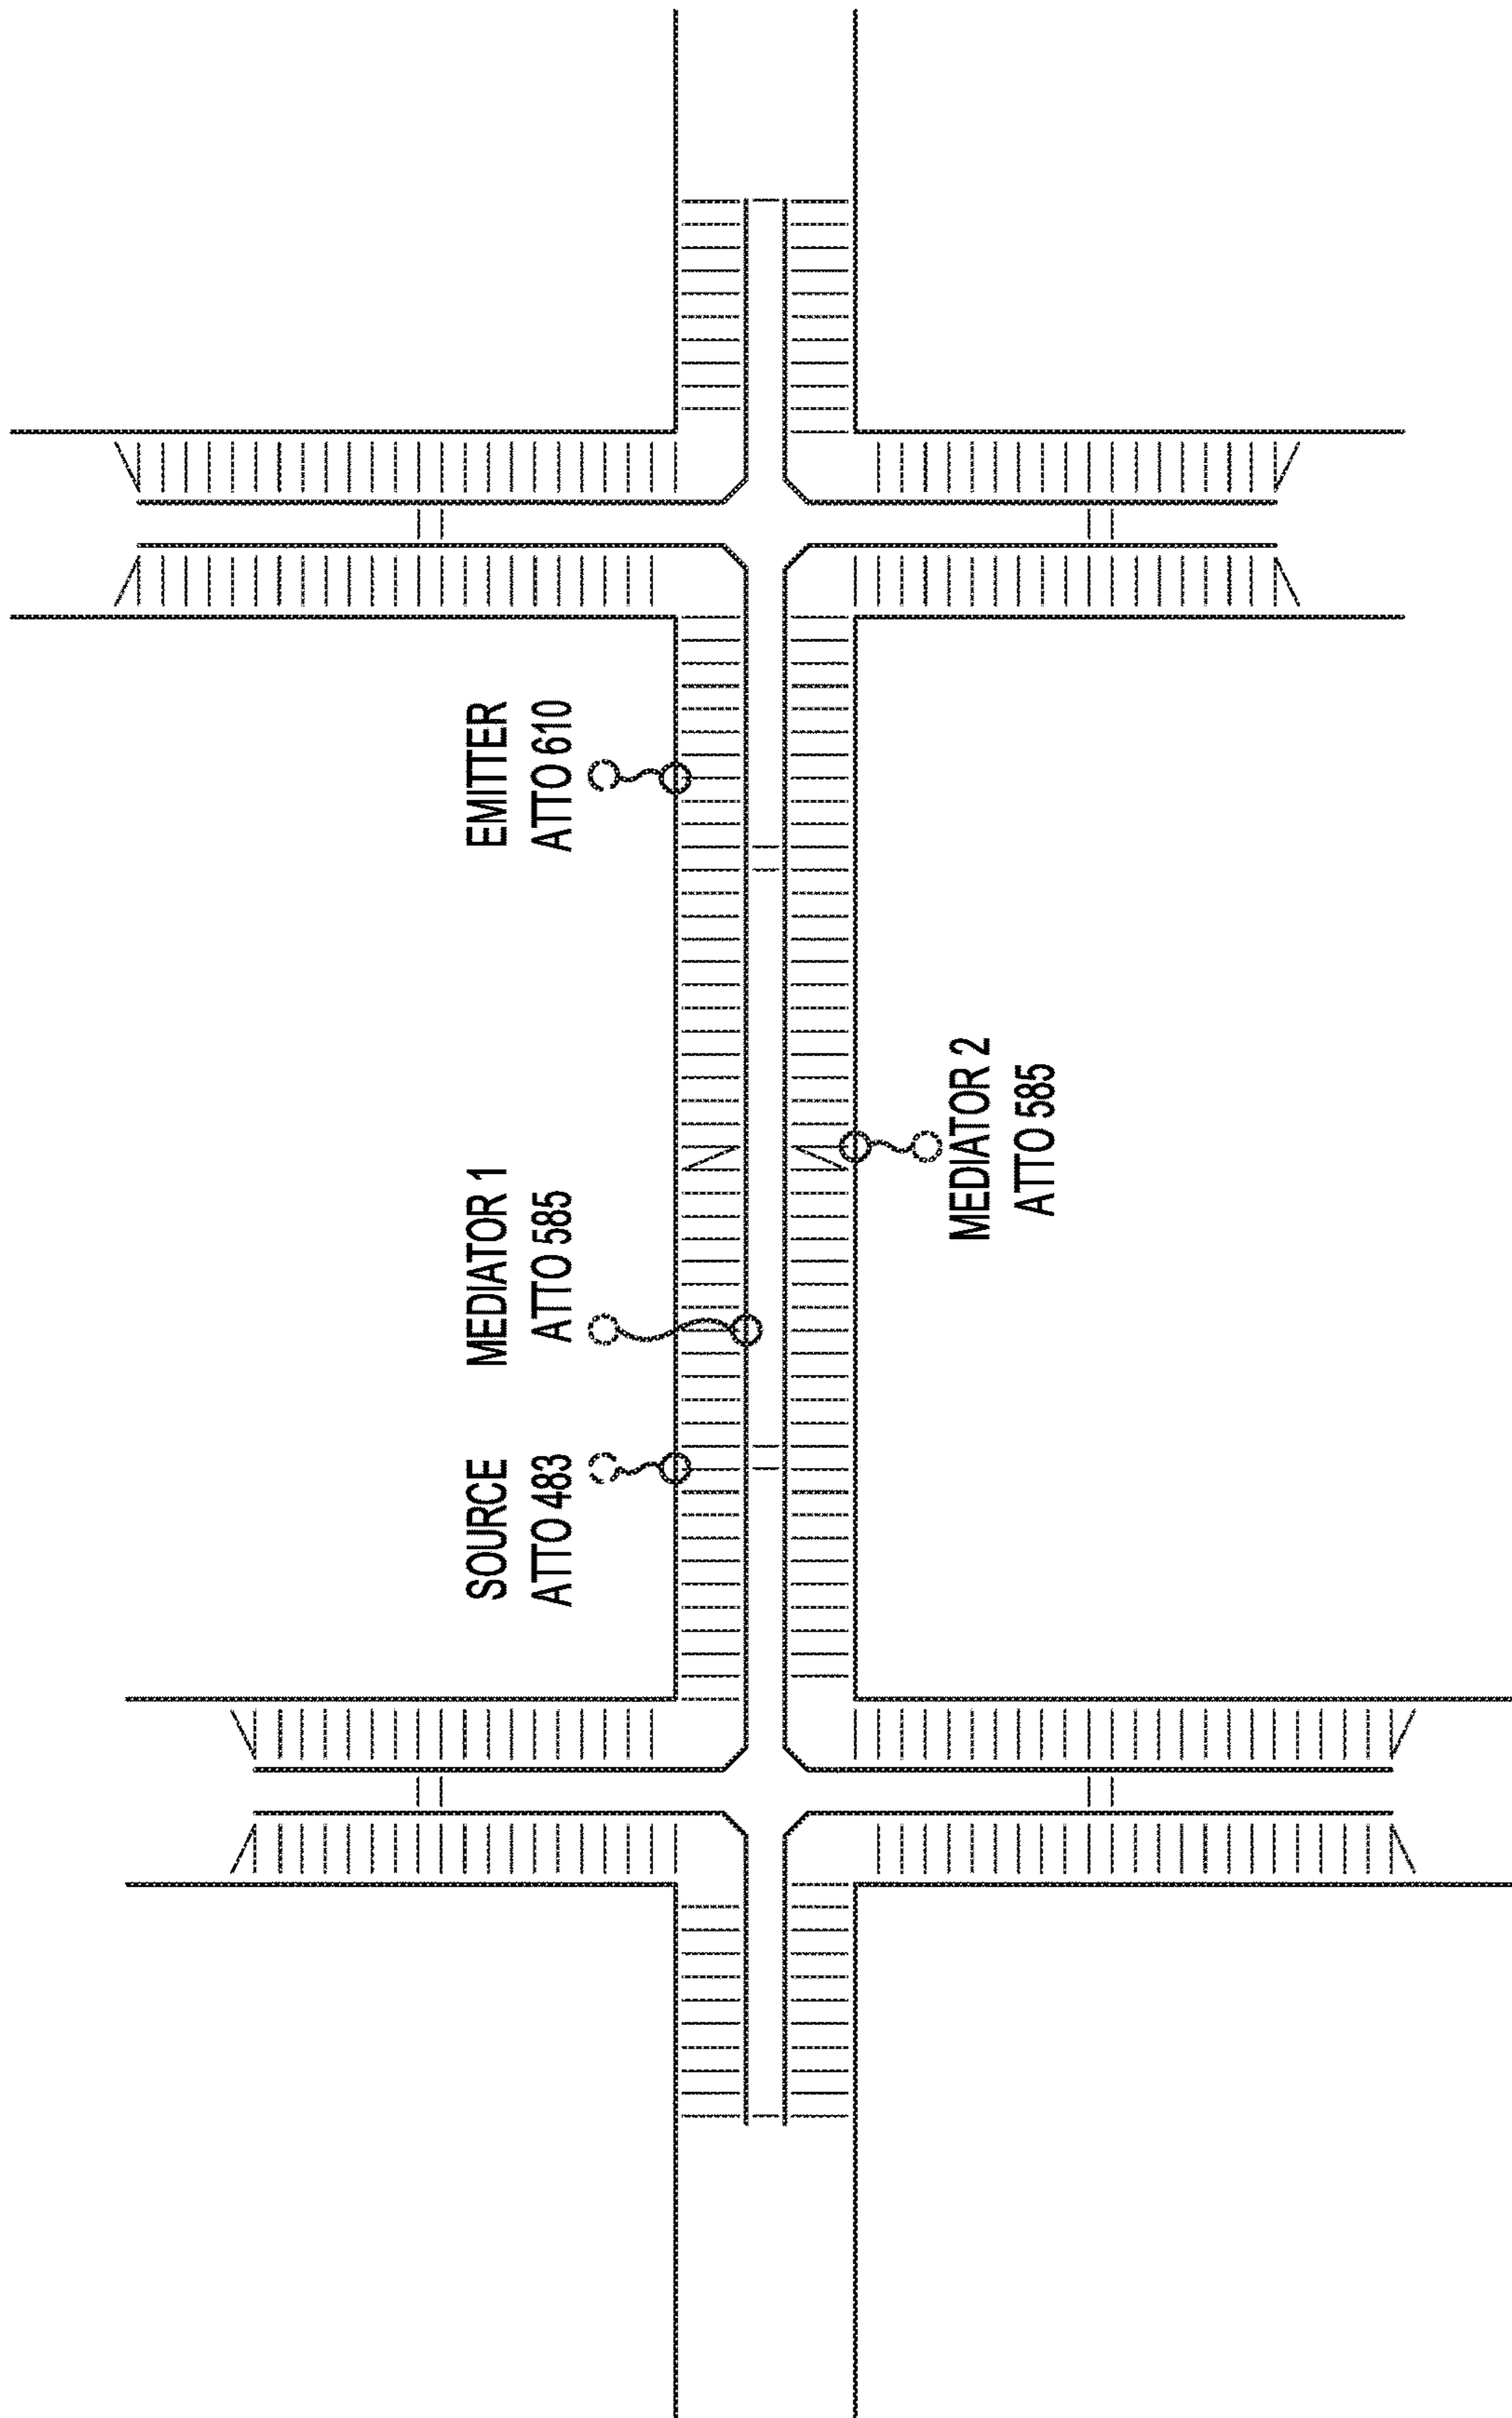 SOURCE
ATTO 483
MEDIATOR 1
ATTO 585
EMITTER
ATTO 610
MEDIATOR 2
ATTO 585